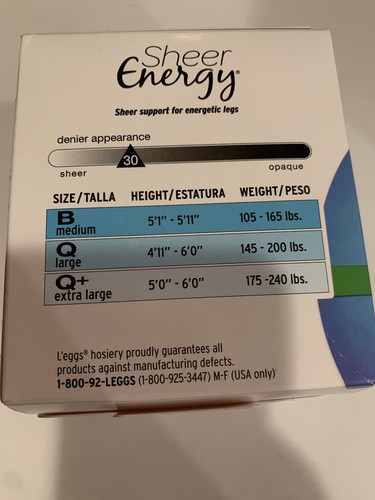 Sheer
Energy®
Sheer support for energetic legs
denier appearance
30
sheer opaque
SIZE/TALLA HEIGHT/ESTATURA WEIGHT/PESO
B
medium 5'1" - 5'11" 105 - 165 lbs.
Q
large 4'11" - 6'0" 145 - 200 lbs.
Q+
extra large 5'0" - 6'0" 175 -240 lbs.
L'eggs® hosiery proudly guarantees all
products against manufacturing defects.
1-800-92-LEGGS (1-800-925-3447) M-F (USA only)